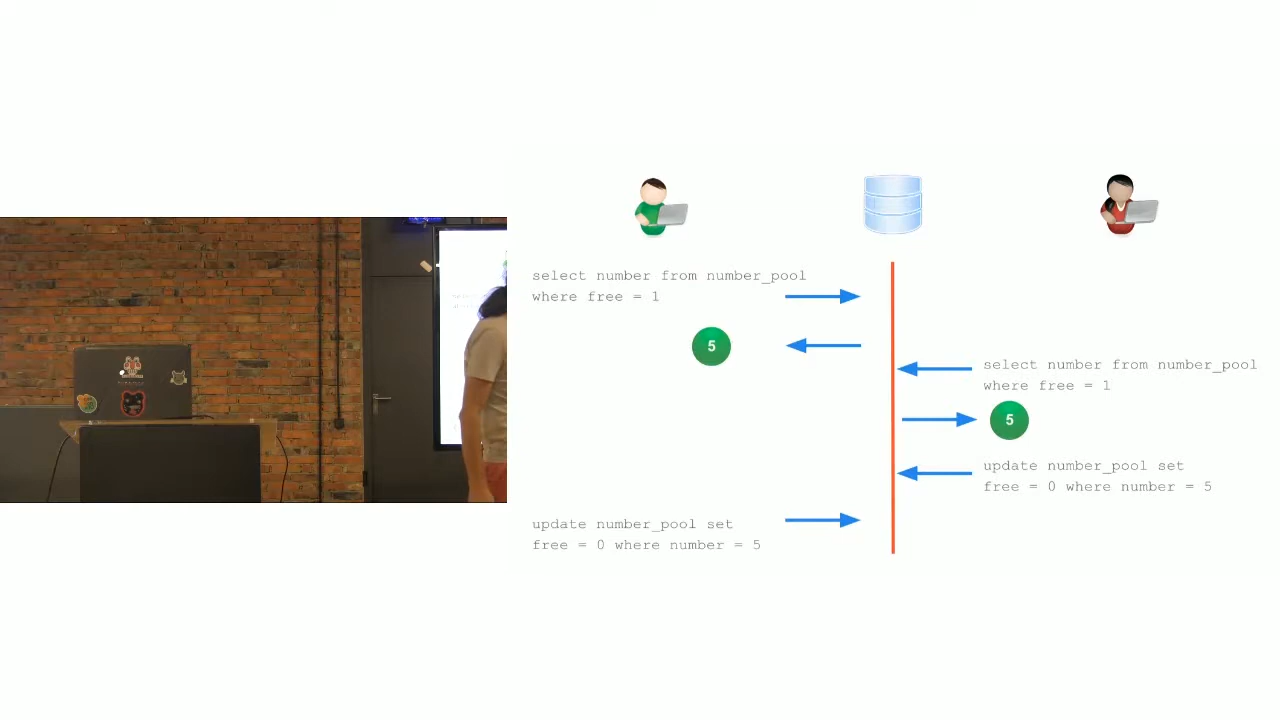 select number from number_pool
where free = 1
5
select number from number_pool
where free = 1
5
update number_pool set
free = 0 where number = 5
update number_pool set
free = 0 where number = 5